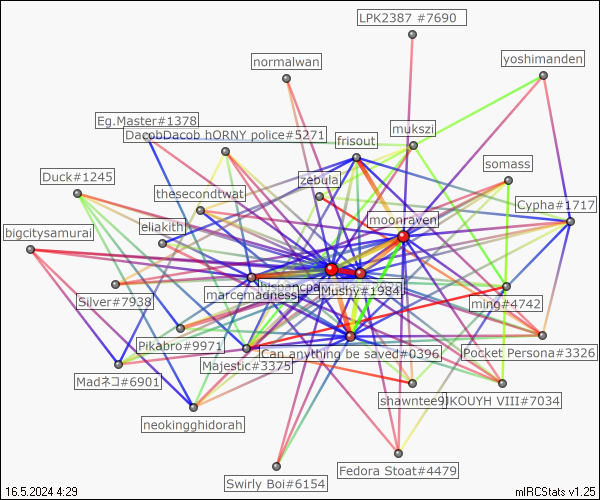 LPK2387 #7690
normalwan
yoshimanden
Eg.Master#1378
DacobDacob hORNY police#5271
mukszi
frisout
somass
Duck#1245
zebula
thesecondtwat
Cypha#1717
moonraven
eliakith
bigcitysamurai
marcemadness
Mushy#1984
Silver#7938
ming#4742
Pikabro#9971
Can anything be saved#0396
Pocket Persona#3326
Majestic#3375
Madネコ#6901
shawntee9
JKOUYH VIII#7034
neokingghidorah
Fedora Stoat#4479
Swirly Boi#6154
16.5.2024 4:29
mIRCStats v1.25